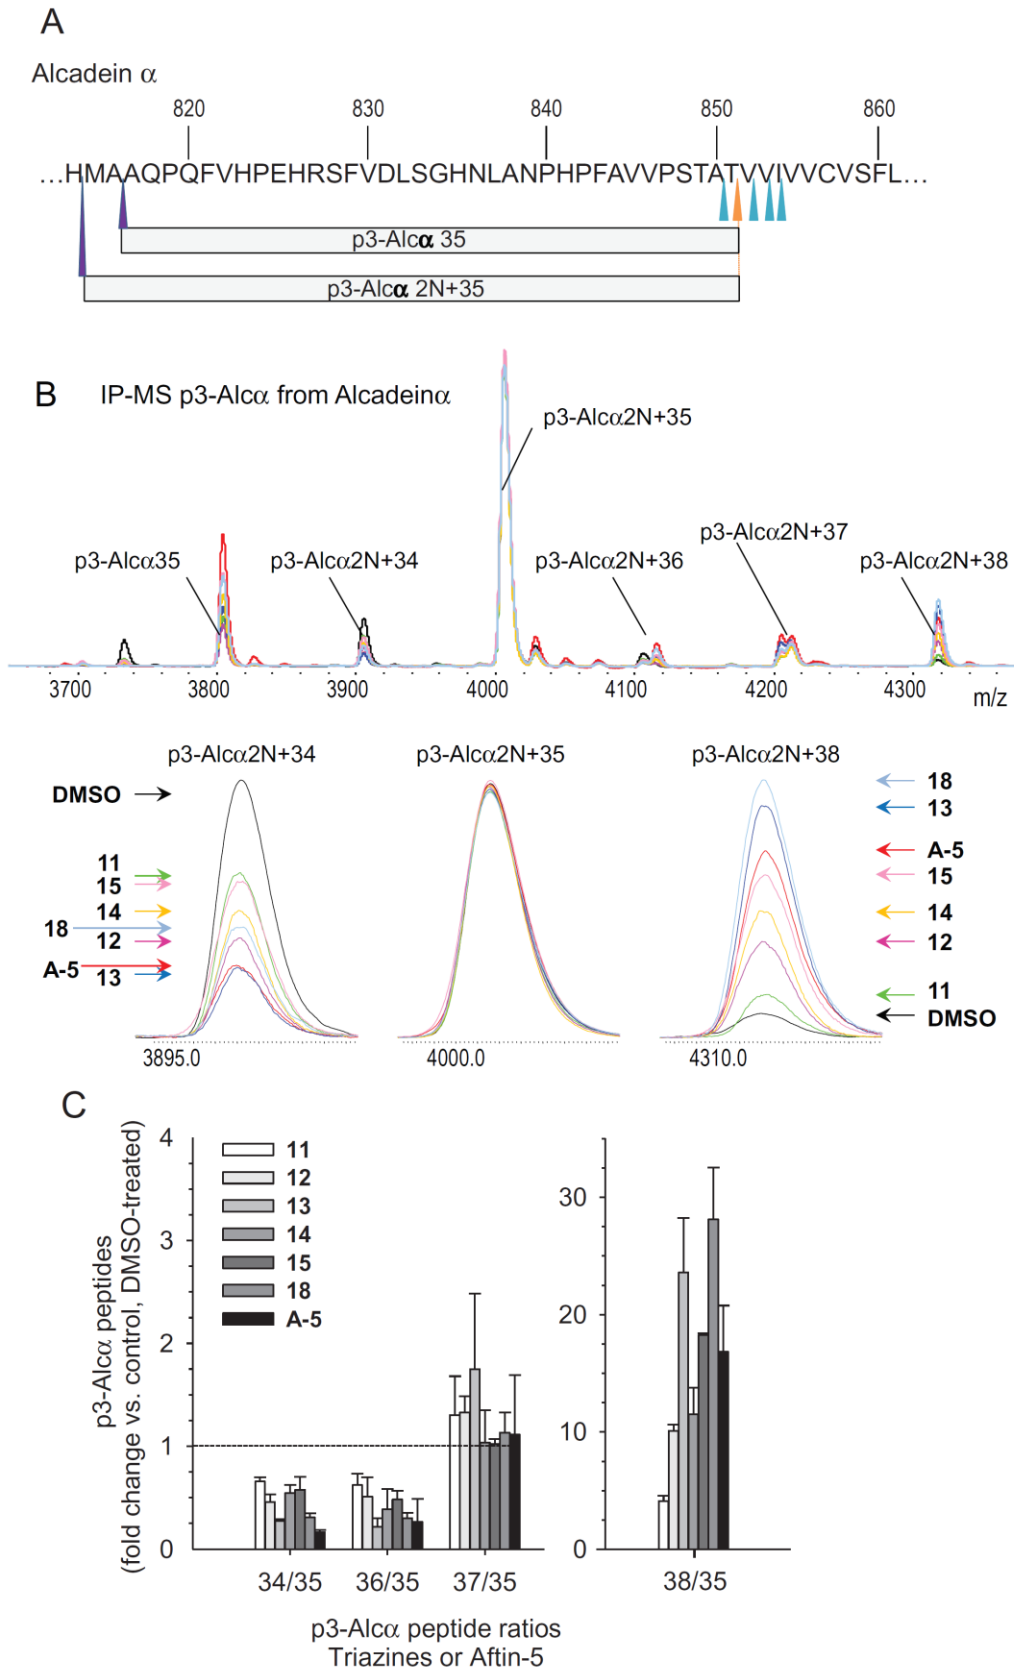 A
Alcadein α
820 830 840 850 860
...HMAAQPQFVHPEHRSFVDLSGHNLANPHPFAVVPSTATVVIVVCVSFL...
p3-Alcα 35
p3-Alcα 2N+35
B IP-MS p3-Alcα from Alcadeinα
p3-Alcα2N+35
p3-Alcα35 p3-Alcα2N+34 p3-Alcα2N+36 p3-Alcα2N+37 p3-Alcα2N+38
3700 3800 3900 4000 4100 4200 4300 m/z
p3-Alcα2N+34 p3-Alcα2N+35 p3-Alcα2N+38
DMSO
11
15
14
18
12
A-5
13
18
13
A-5
15
14
12
11
DMSO
3895.0 4000.0 4310.0
C
p3-Alcα peptides
(fold change vs. control, DMSO-treated)
4
3
2
1
0
11
12
13
14
15
18
A-5
30
20
10
0
34/35 36/35 37/35 38/35
p3-Alcα peptide ratios
Triazines or Aftin-5